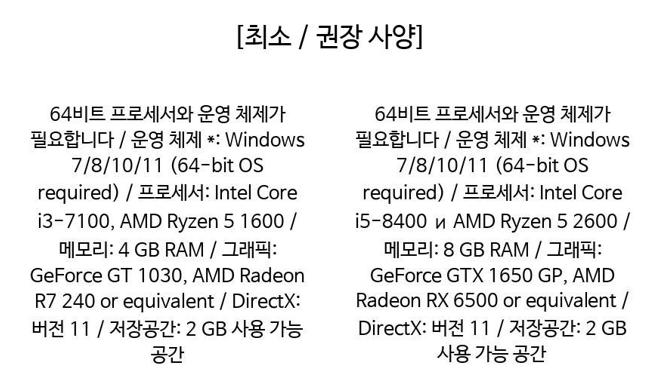 [최소 / 권장 사양]
64비트 프로세서와 운영 체제가
필요합니다 / 운영 체제 *: Windows
7/8/10/11 (64-bit OS
required) / 프로세서: Intel Core
i3-7100, AMD Ryzen 5 1600 /
메모리: 4 GB RAM / 그래픽:
GeForce GT 1030, AMD Radeon
R7 240 or equivalent / DirectX:
버전 11 / 저장공간: 2 GB 사용 가능
공간
64비트 프로세서와 운영 체제가
필요합니다 / 운영 체제 *: Windows
7/8/10/11 (64-bit OS
required) / 프로세서: Intel Core
i5-8400 и AMD Ryzen 5 2600 /
메모리: 8 GB RAM / 그래픽:
GeForce GTX 1650 GP, AMD
Radeon RX 6500 or equivalent /
DirectX: 버전 11 / 저장공간: 2 GB
사용 가능 공간